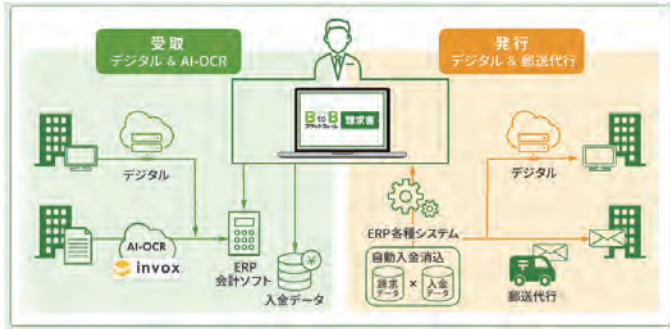 受取
デジタル & AI-OCR
発行
デジタル & 郵送代行
B to B
プラットフォーム
請求書
デジタル
デジタル
AI-OCR
invox
ERP
会計ソフト
入金データ
ERP各種システム
自動入金消込
請求
データ
×
入金
データ
郵送代行